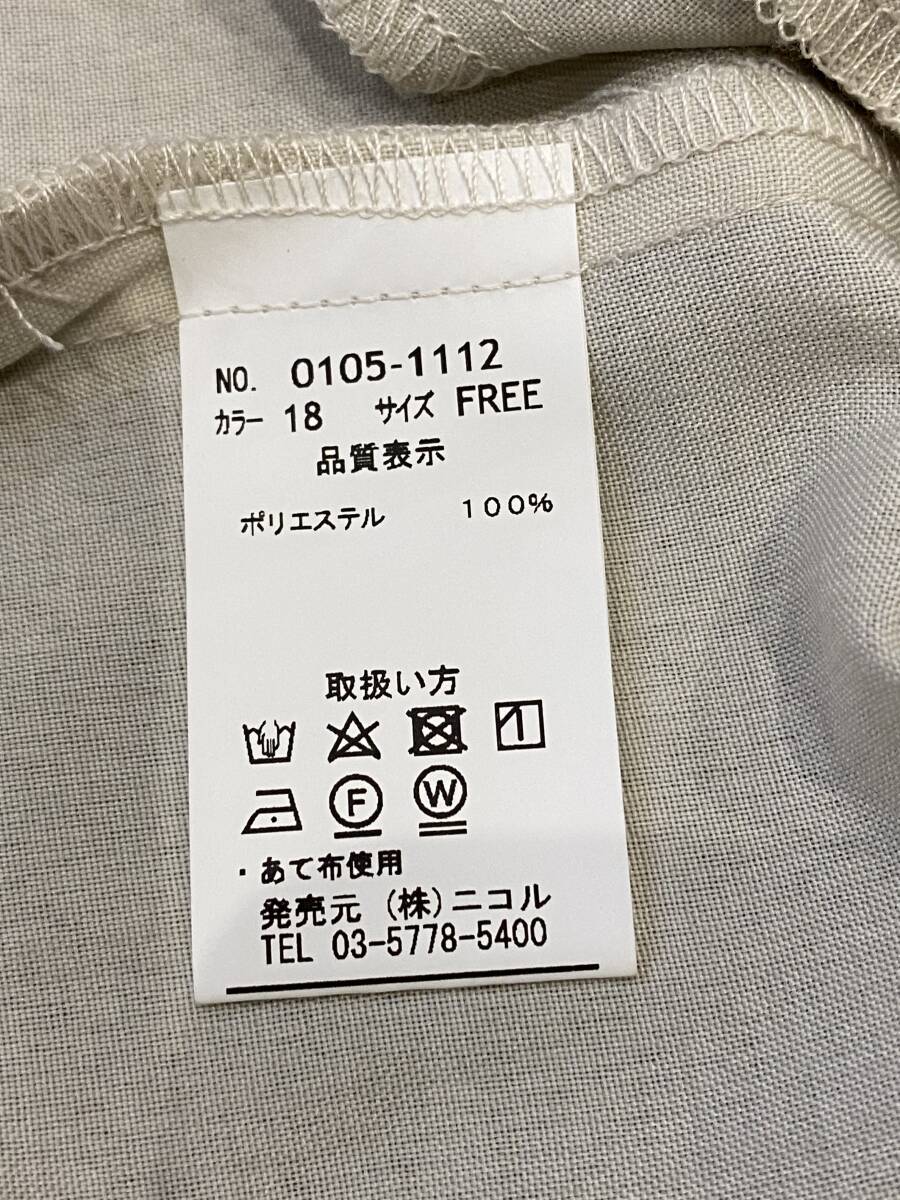 NO. 0105-1112
カラー 18 サイズ FREE
品質表示
ポリエステル 100%
取扱い方
F W
・あて布使用
発売元 (株)ニコル
TEL 03-5778-5400